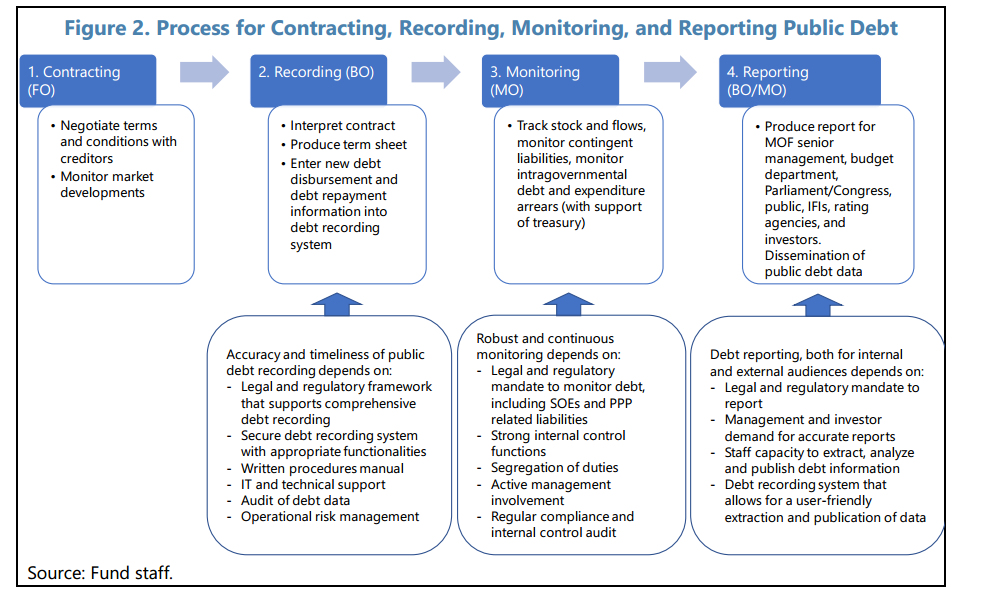 Figure 2. Process for Contracting, Recording, Monitoring, and Reporting Public Debt
1. Contracting
(FO)
• Negotiate terms
and conditions with
creditors
• Monitor market
developments
2. Recording (BO)
• Interpret contract
• Produce term sheet
• Enter new debt
disbursement and
debt repayment
information into
debt recording
system
3. Monitoring
(MO)
• Track stock and flows,
monitor contingent
liabilities, monitor
intragovernmental
debt and expenditure
arrears (with support
of treasury)
4. Reporting
(BO/MO)
• Produce report for
MOF senior
management, budget
department,
Parliament/Congress,
public, IFIs, rating
agencies, and
investors.
Dissemination of
public debt data
Accuracy and timeliness of public
debt recording depends on:
- Legal and regulatory framework
that supports comprehensive
debt recording
- Secure debt recording system
with appropriate functionalities
- Written procedures manual
- IT and technical support
- Audit of debt data
- Operational risk management
Robust and continuous
monitoring depends on:
- Legal and regulatory
mandate to monitor debt,
including SOEs and PPP
related liabilities
- Strong internal control
functions
- Segregation of duties
- Active management
involvement
- Regular compliance and
internal control audit
Debt reporting, both for internal
and external audiences depends on:
- Legal and regulatory mandate to
report
- Management and investor
demand for accurate reports
- Staff capacity to extract, analyze
and publish debt information
- Debt recording system that
allows for a user-friendly
extraction and publication of data
Source: Fund staff.